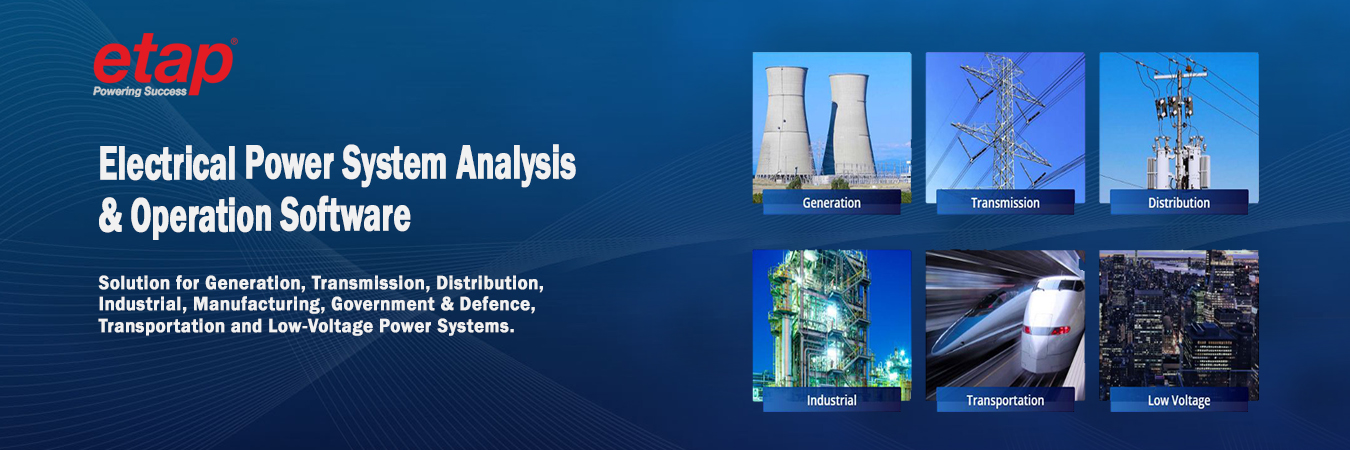 etap®
Powering Success
Electrical Power System Analysis
& Operation Software
Solution for Generation, Transmission, Distribution,
Industrial, Manufacturing, Government & Defence,
Transportation and Low-Voltage Power Systems.
Generation
Transmission
Distribution
Industrial
Transportation
Low Voltage